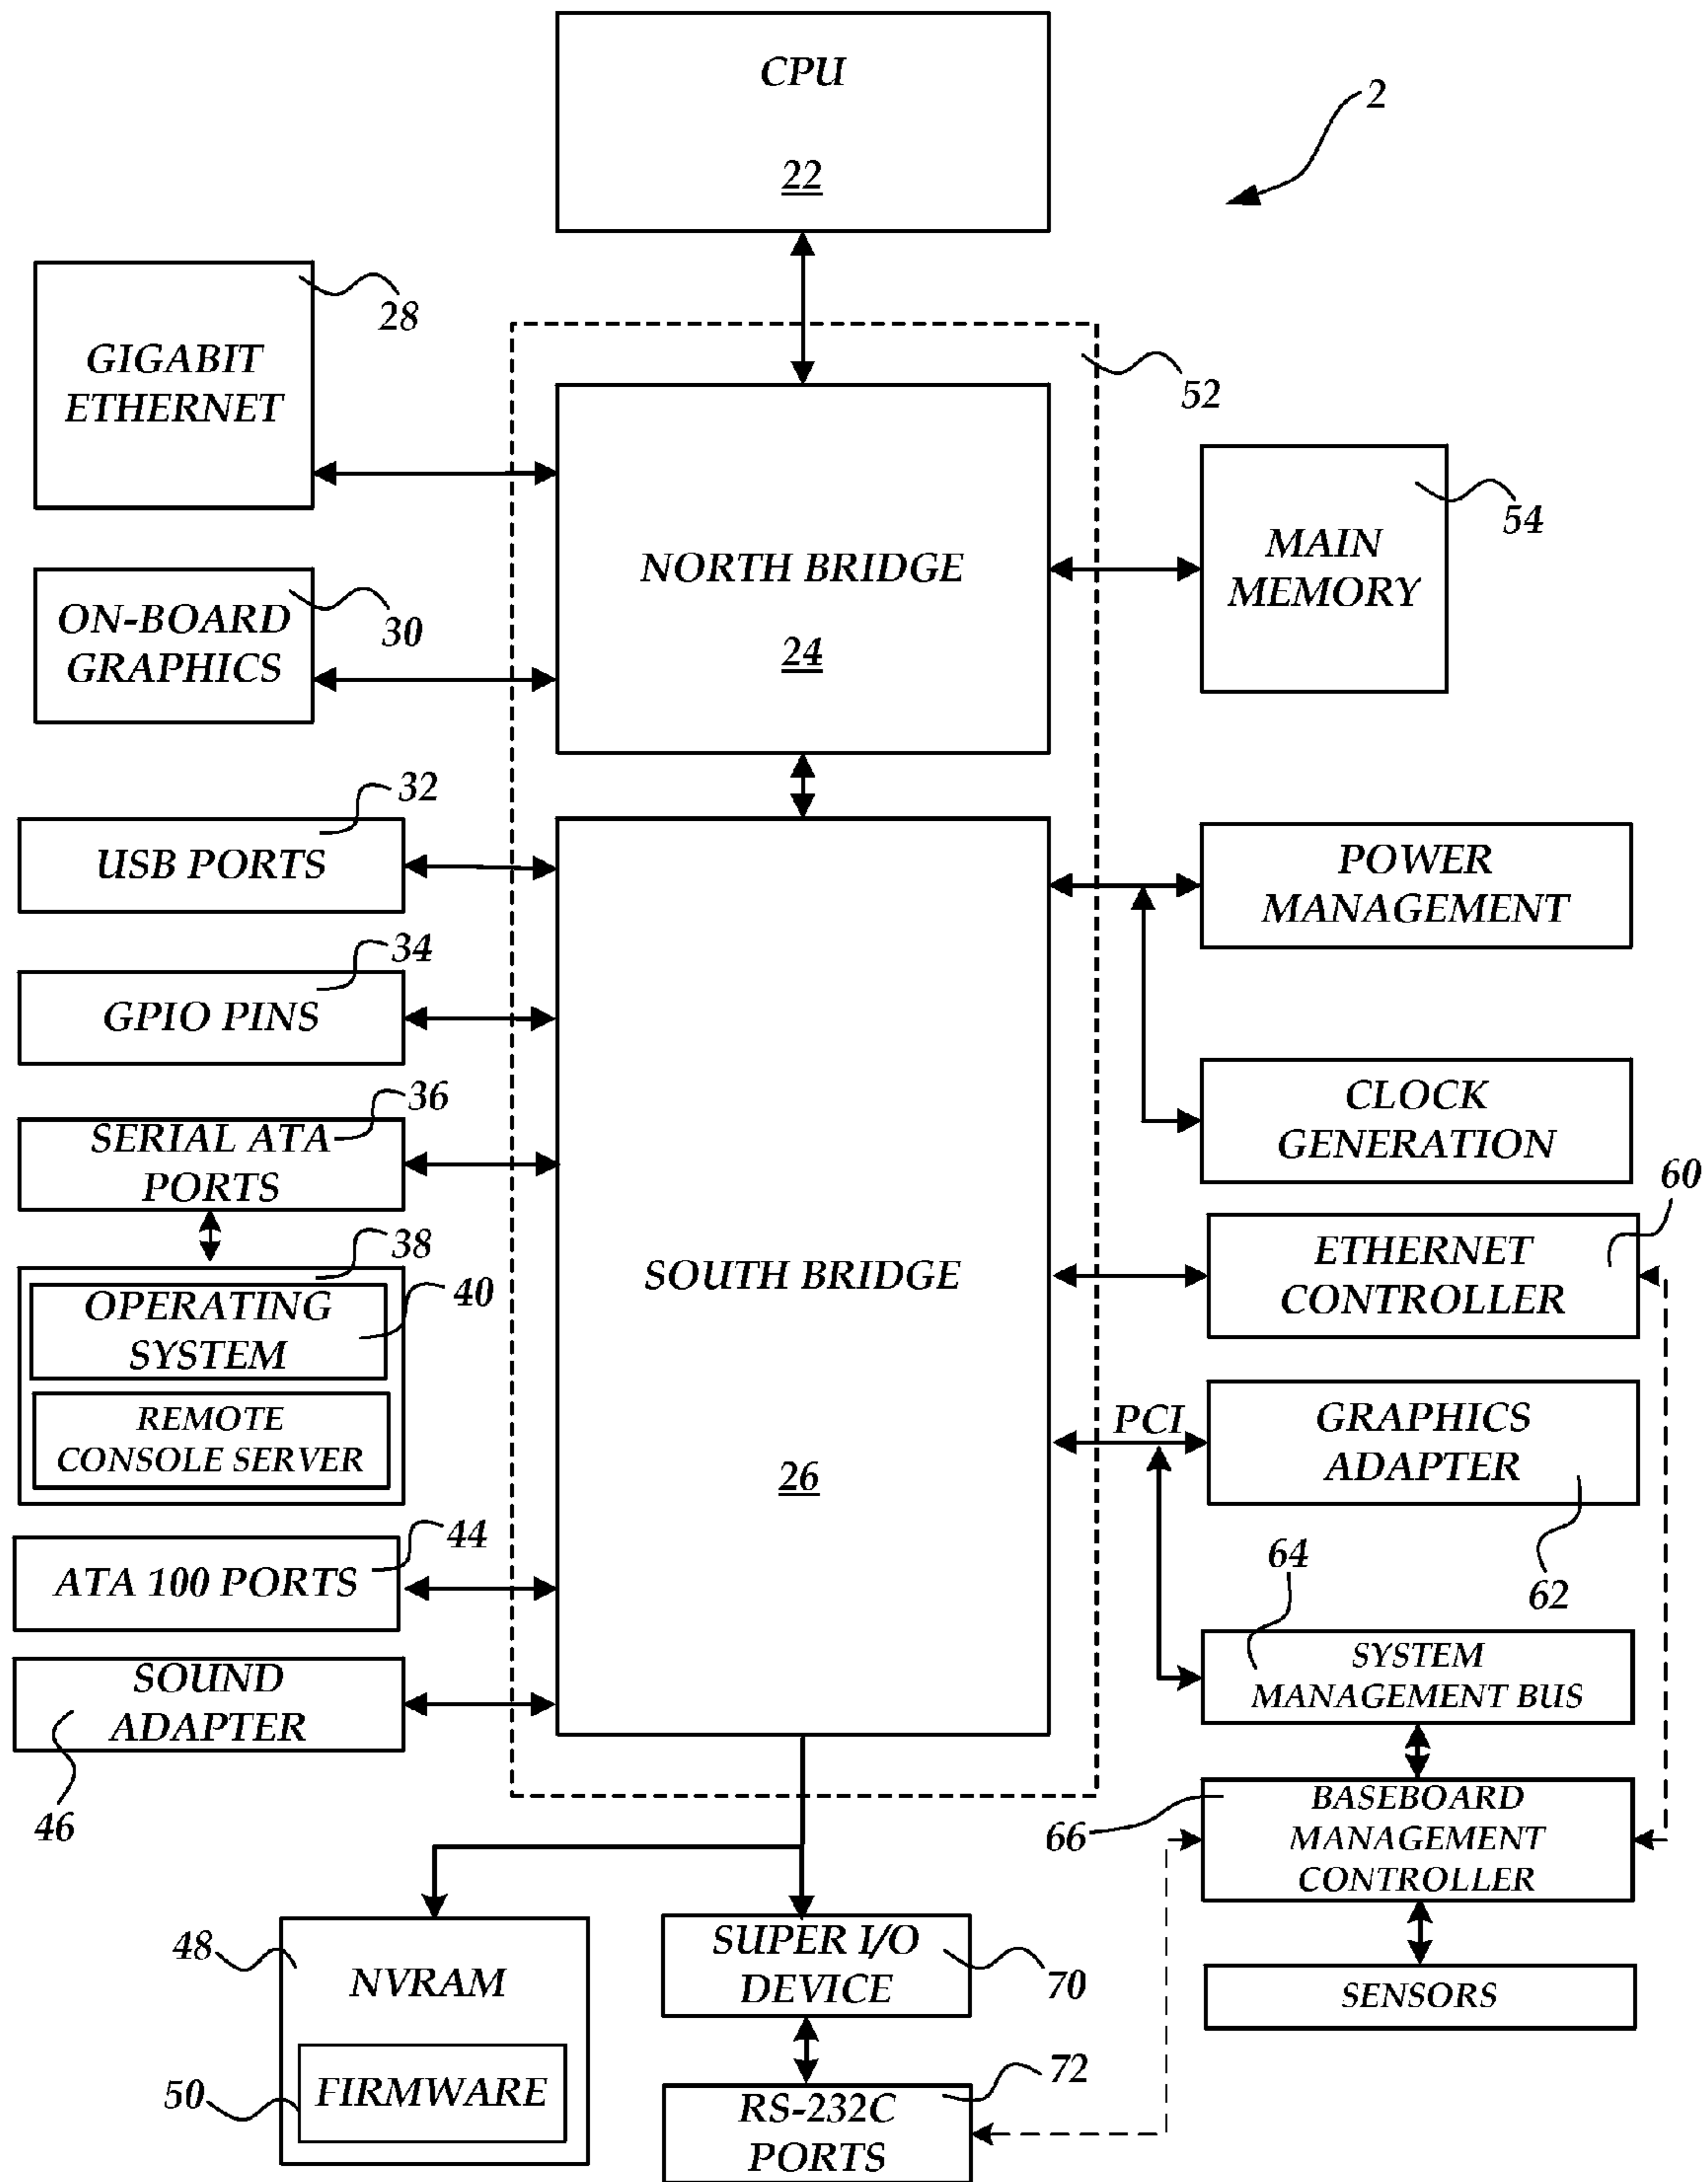 CPU
22
2
28
GIGABIT
ETHERNET
52
54
MAIN
MEMORY
NORTH BRIDGE
24
ON-BOARD
GRAPHICS
30
32
USB PORTS
POWER
MANAGEMENT
34
GPIO PINS
36
SERIAL ATA
PORTS
CLOCK
GENERATION
60
38
OPERATING
SYSTEM
40
SOUTH BRIDGE
26
ETHERNET
CONTROLLER
REMOTE
CONSOLE SERVER
PCI
GRAPHICS
ADAPTER
62
44
ATA 100 PORTS
64
SYSTEM
MANAGEMENT BUS
SOUND
ADAPTER
46
66
BASEBOARD
MANAGEMENT
CONTROLLER
48
NVRAM
SUPER I/O
DEVICE
70
SENSORS
50
FIRMWARE
72
RS-232C
PORTS